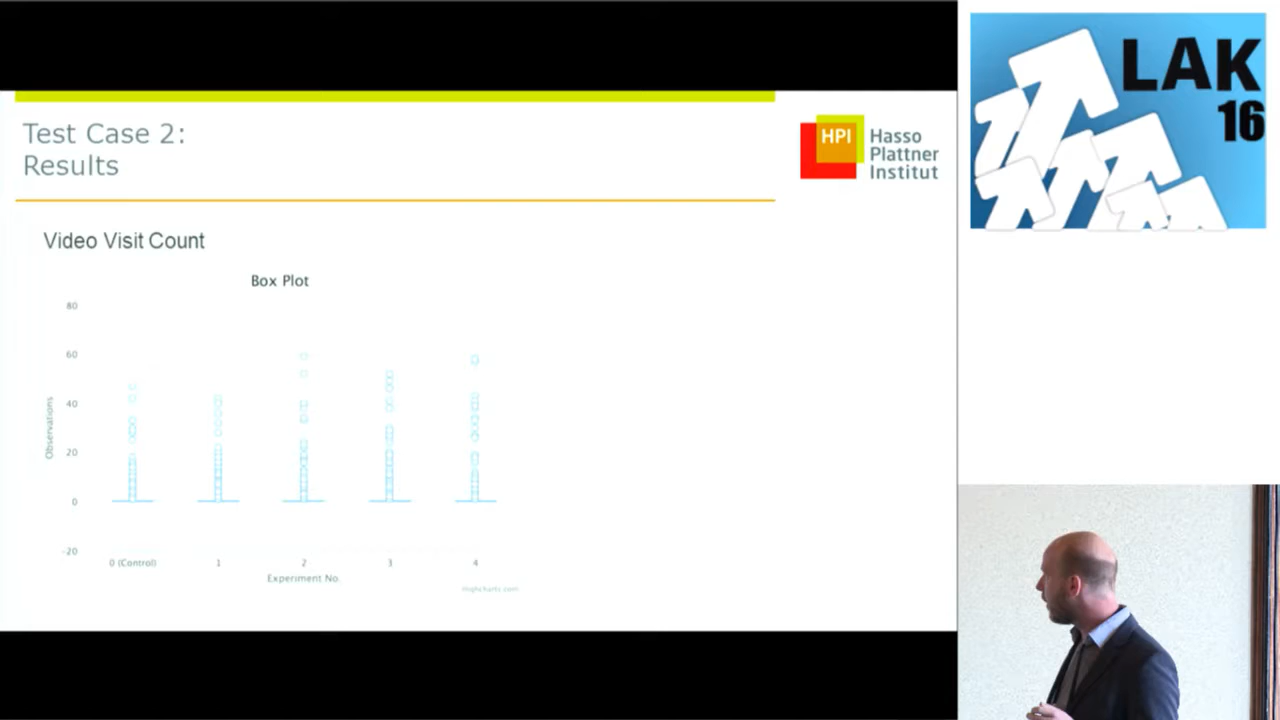 Test Case 2:
Results
HPI
Hasso
Plattner
Institut
Video Visit Count
Box Plot
80
60
40
20
0
-20
Observations
0 (Control)
1
2
3
4
Experiment No.
Highcharts.com
LAK
16